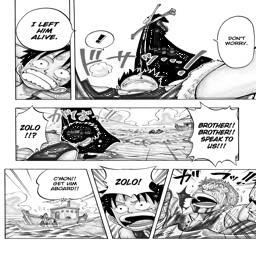 DON'T
WORRY.
!
I LEFT
HIM
ALIVE.
BROTHER!!
BROTHER!!
SPEAK TO
US!!!
ZOLO
!!?
ZOLO!
C'MON!!
GET HIM
ABOARD!!